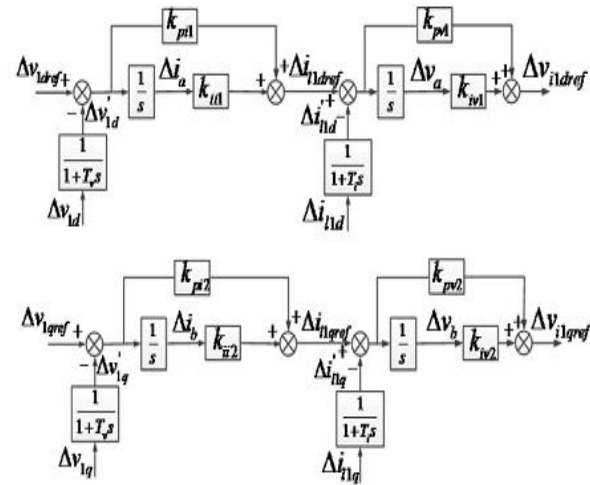 k_pi1 k_pv1
Δv_1dref + Δi_a + Δi_l1dref Δv_a + Δv_i1dref
1/s k_ii1 + + 1/s k_iv1 + +
− Δv'_1d Δi'_l1d −
1/(1+T_v s) 1/(1+T_i s)
Δv_1d Δi_l1d
k_pi2 k_pv2
Δv_1qref + Δi_b + Δi_l1qref Δv_b + Δv_i1qref
1/s k_ii2 + + 1/s k_iv2 + +
− Δv'_1q Δi'_l1q −
1/(1+T_v s) 1/(1+T_i s)
Δv_1q Δi_l1q